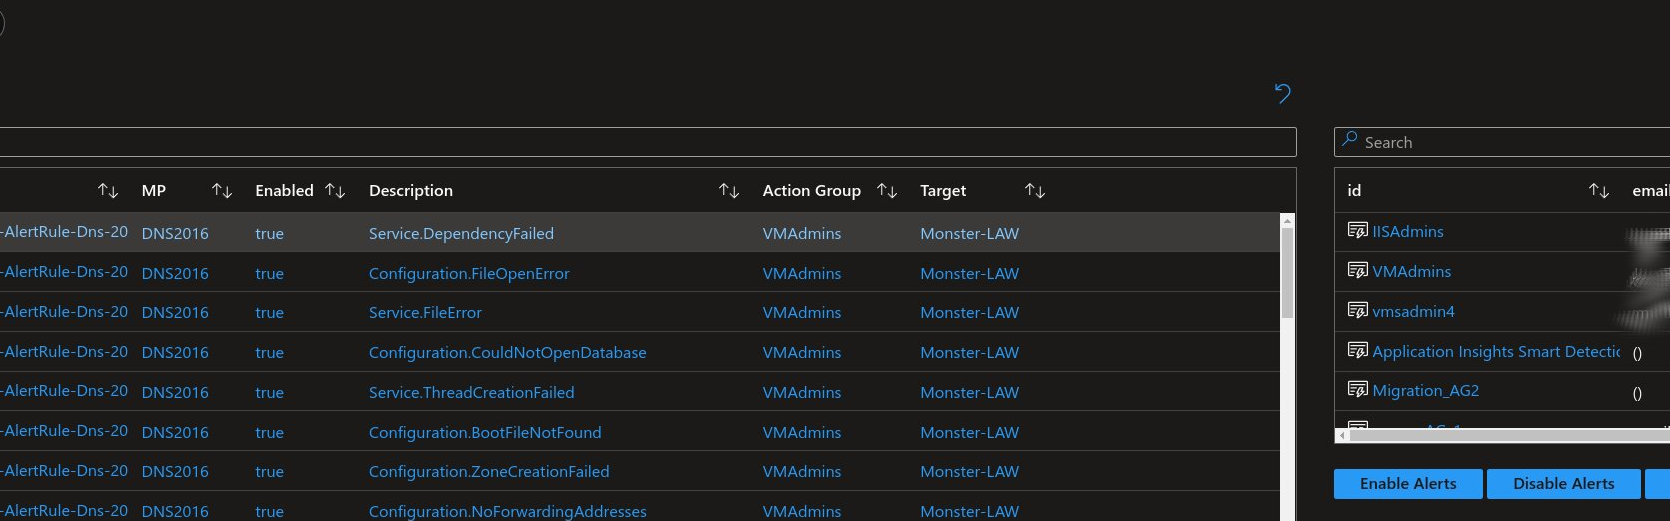 Search
MP Enabled Description Action Group Target
id email
-AlertRule-Dns-20 DNS2016 true Service.DependencyFailed VMAdmins Monster-LAW
IISAdmins
-AlertRule-Dns-20 DNS2016 true Configuration.FileOpenError VMAdmins Monster-LAW
VMAdmins
-AlertRule-Dns-20 DNS2016 true Service.FileError VMAdmins Monster-LAW
vmsadmin4
-AlertRule-Dns-20 DNS2016 true Configuration.CouldNotOpenDatabase VMAdmins Monster-LAW
Application Insights Smart Detectio ()
-AlertRule-Dns-20 DNS2016 true Service.ThreadCreationFailed VMAdmins Monster-LAW
Migration_AG2 ()
-AlertRule-Dns-20 DNS2016 true Configuration.BootFileNotFound VMAdmins Monster-LAW
-AlertRule-Dns-20 DNS2016 true Configuration.ZoneCreationFailed VMAdmins Monster-LAW
Enable Alerts Disable Alerts
-AlertRule-Dns-20 DNS2016 true Configuration.NoForwardingAddresses VMAdmins Monster-LAW